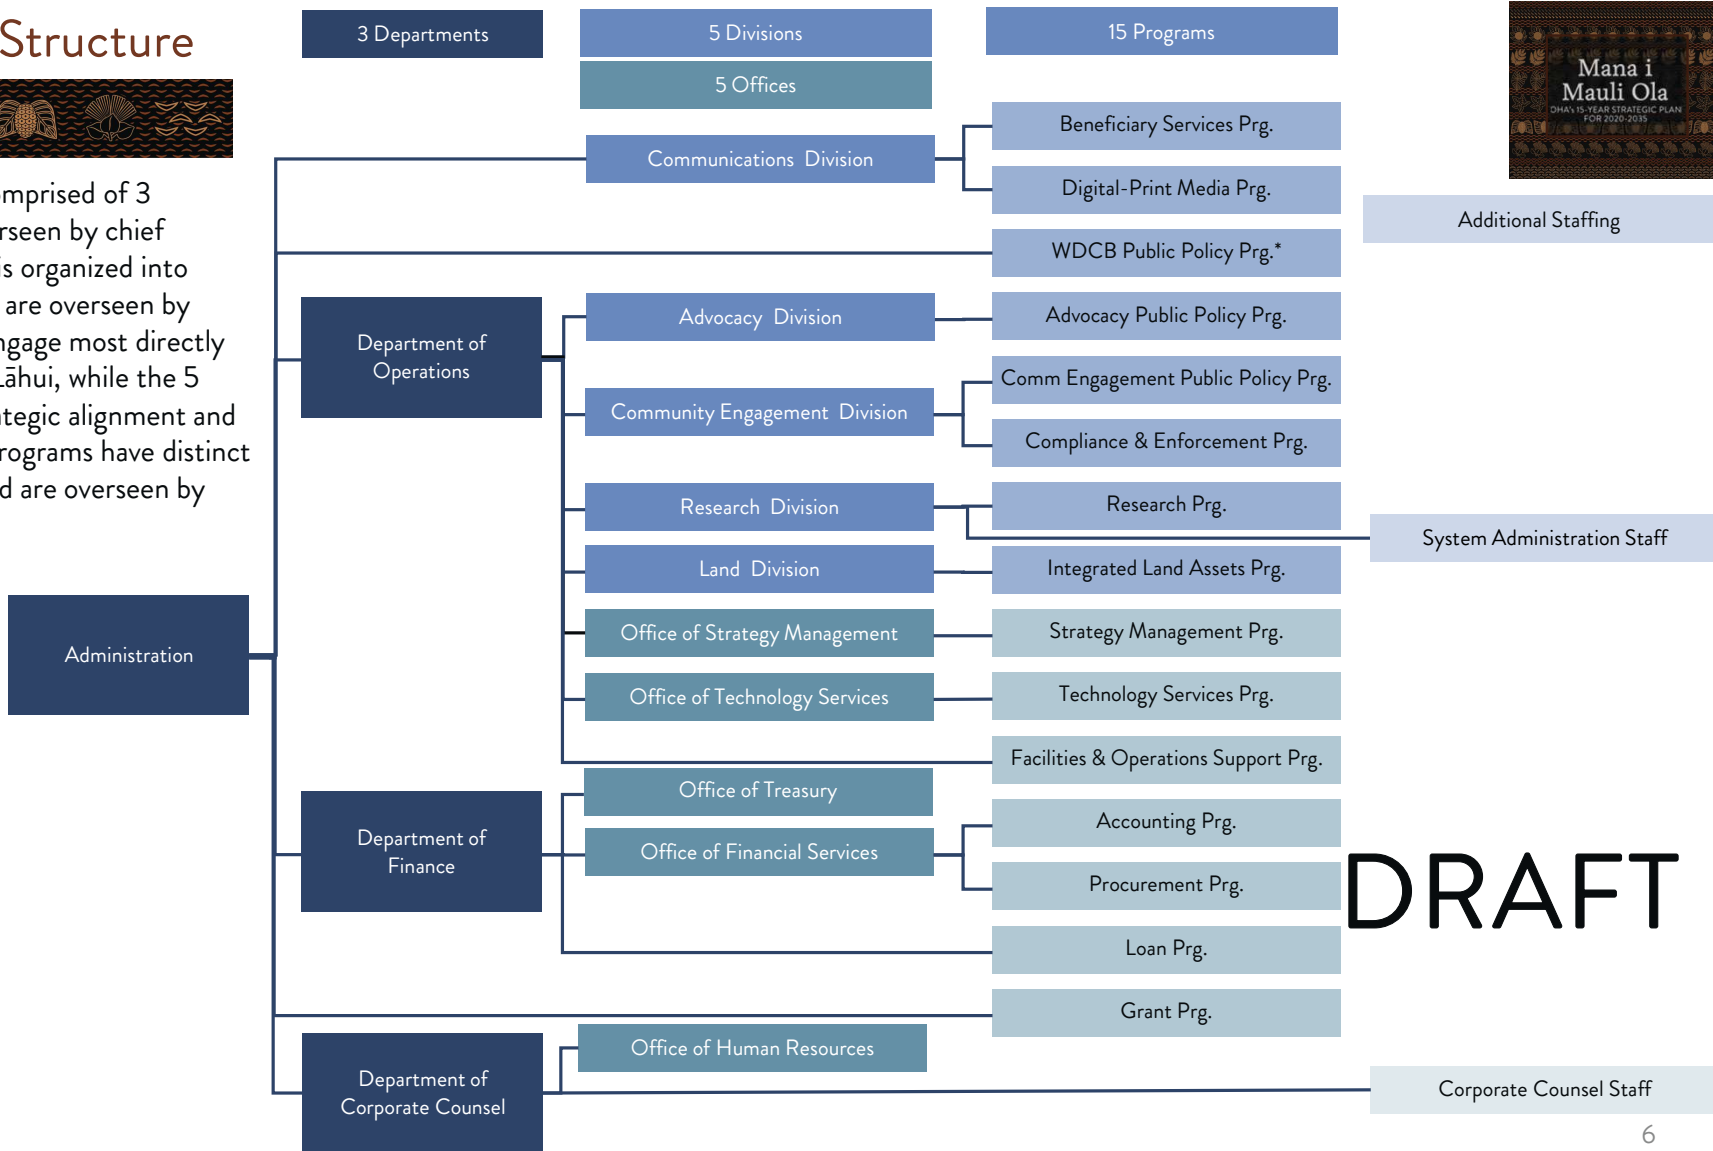 Structure
3 Departments
5 Divisions
15 Programs
5 Offices
Mana i
Mauli Ola
OHA's 15-YEAR STRATEGIC PLAN
FOR 2020-2035
omprised of 3
rseen by chief
is organized into
are overseen by
ngage most directly
Lāhui, while the 5
ategic alignment and
rograms have distinct
d are overseen by
Communications Division
Beneficiary Services Prg.
Digital-Print Media Prg.
WDCB Public Policy Prg.*
Additional Staffing
Department of
Operations
Advocacy Division
Advocacy Public Policy Prg.
Community Engagement Division
Comm Engagement Public Policy Prg.
Compliance & Enforcement Prg.
Research Division
Research Prg.
System Administration Staff
Land Division
Integrated Land Assets Prg.
Office of Strategy Management
Strategy Management Prg.
Administration
Office of Technology Services
Technology Services Prg.
Facilities & Operations Support Prg.
Department of
Finance
Office of Treasury
Office of Financial Services
Accounting Prg.
Procurement Prg.
DRAFT
Loan Prg.
Grant Prg.
Department of
Corporate Counsel
Office of Human Resources
Corporate Counsel Staff
6